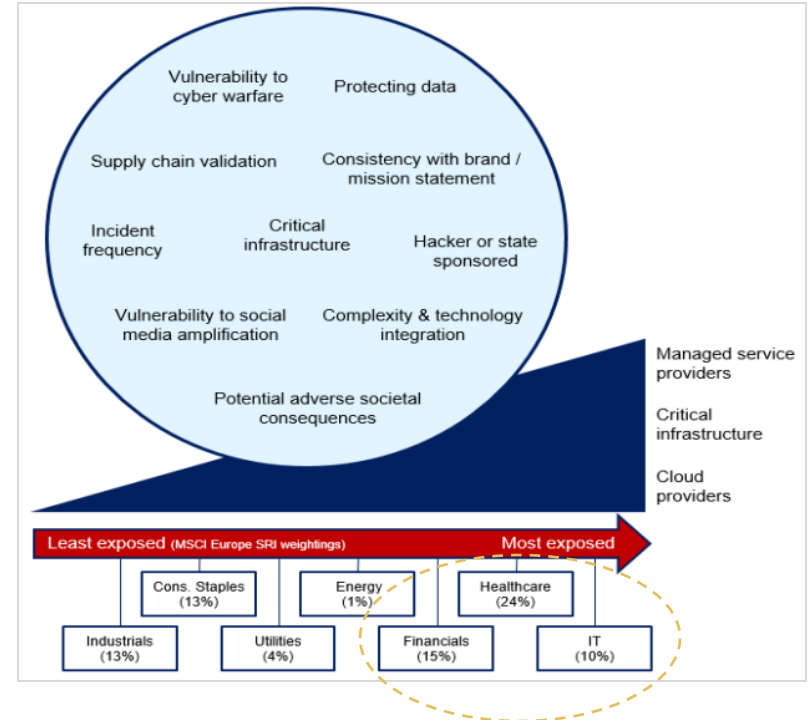 Vulnerability to
cyber warfare
Protecting data
Supply chain validation
Consistency with brand /
mission statement
Incident
frequency
Critical
infrastructure
Hacker or state
sponsored
Vulnerability to social
media amplification
Complexity & technology
integration
Potential adverse societal
consequences
Managed service
providers
Critical
infrastructure
Cloud
providers
Least exposed (MSCI Europe SRI weightings)
Most exposed
Cons. Staples
(13%)
Energy
(1%)
Healthcare
(24%)
Industrials
(13%)
Utilities
(4%)
Financials
(15%)
IT
(10%)